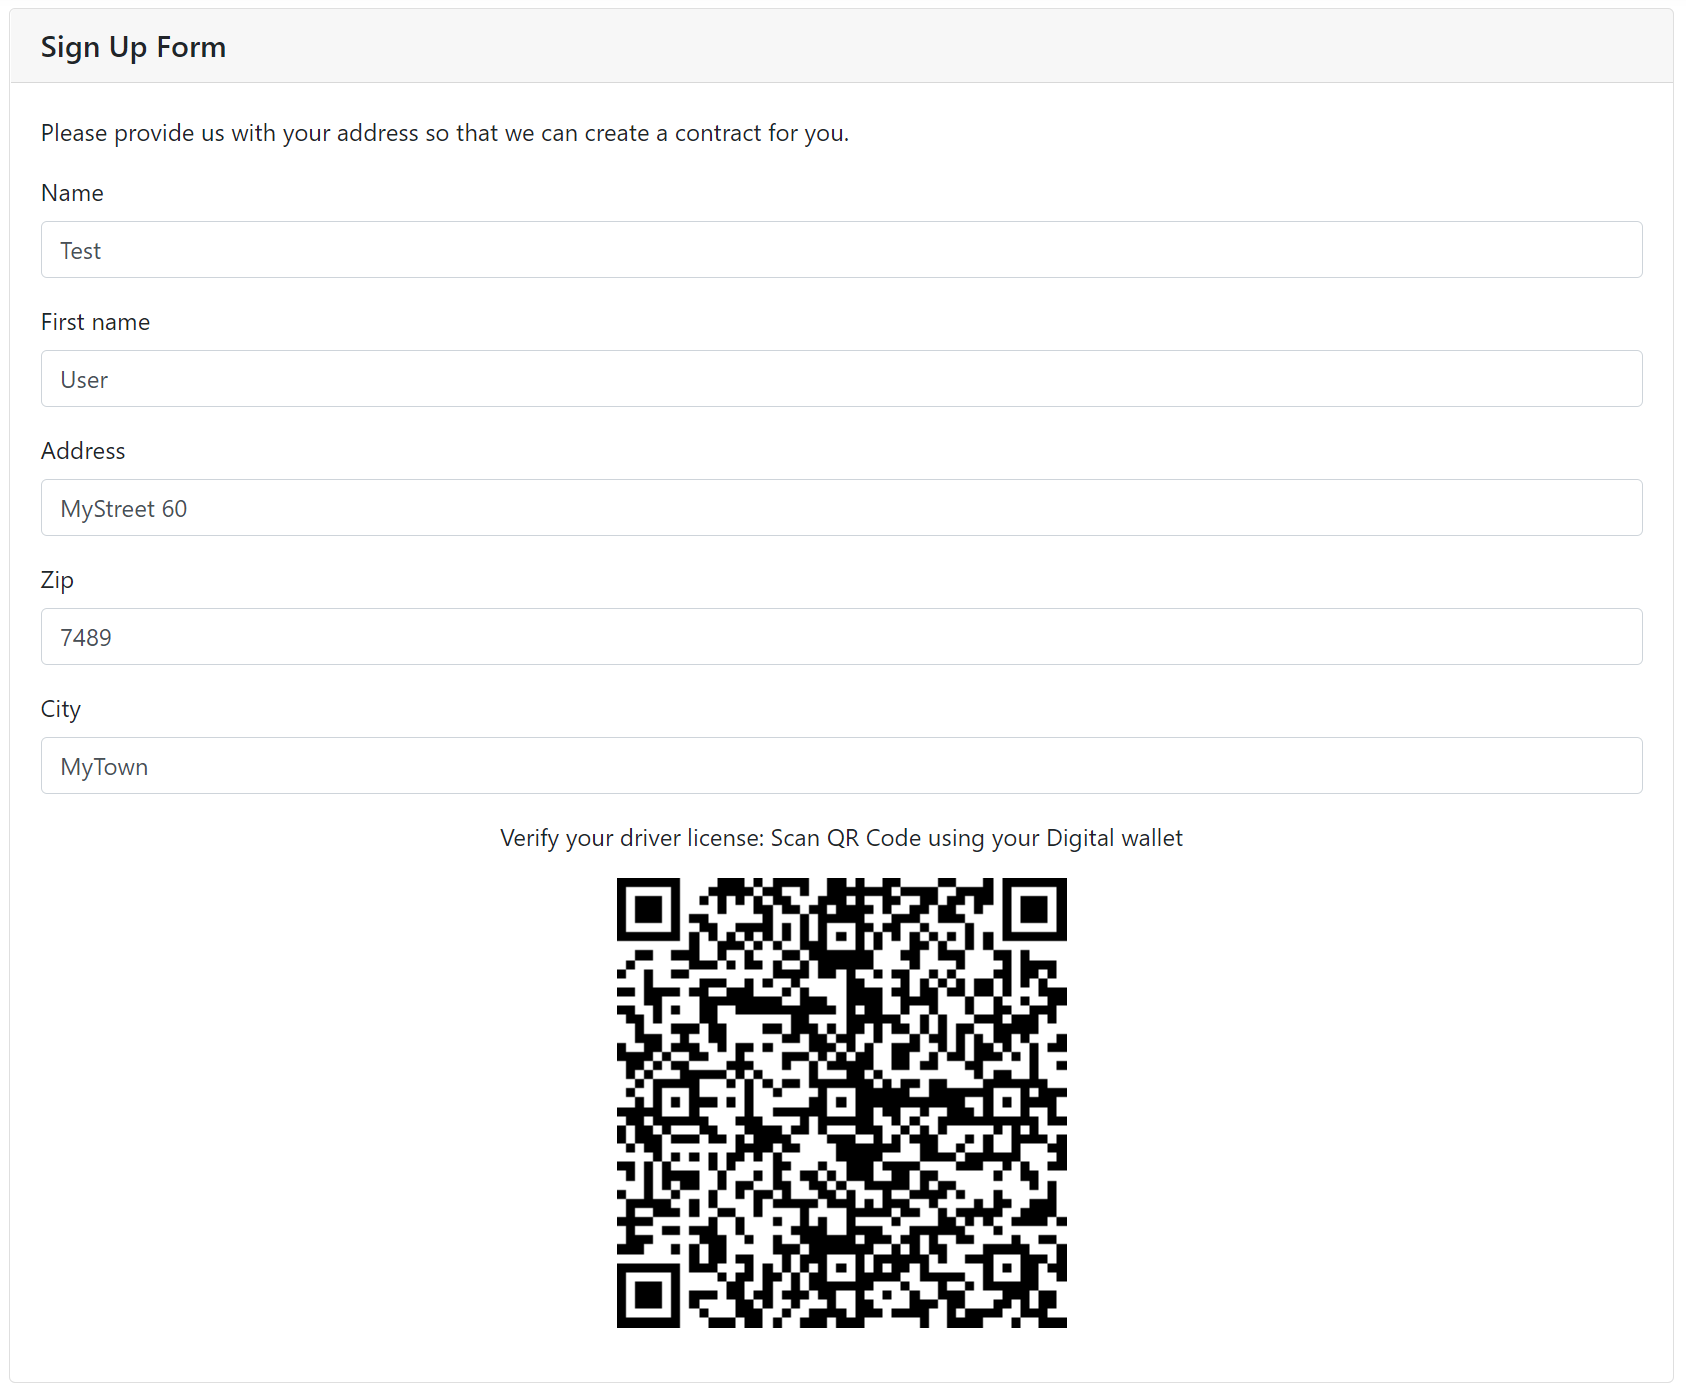 Sign Up Form
Please provide us with your address so that we can create a contract for you.
Name
Test
First name
User
Address
MyStreet 60
Zip
7489
City
MyTown
Verify your driver license: Scan QR Code using your Digital wallet